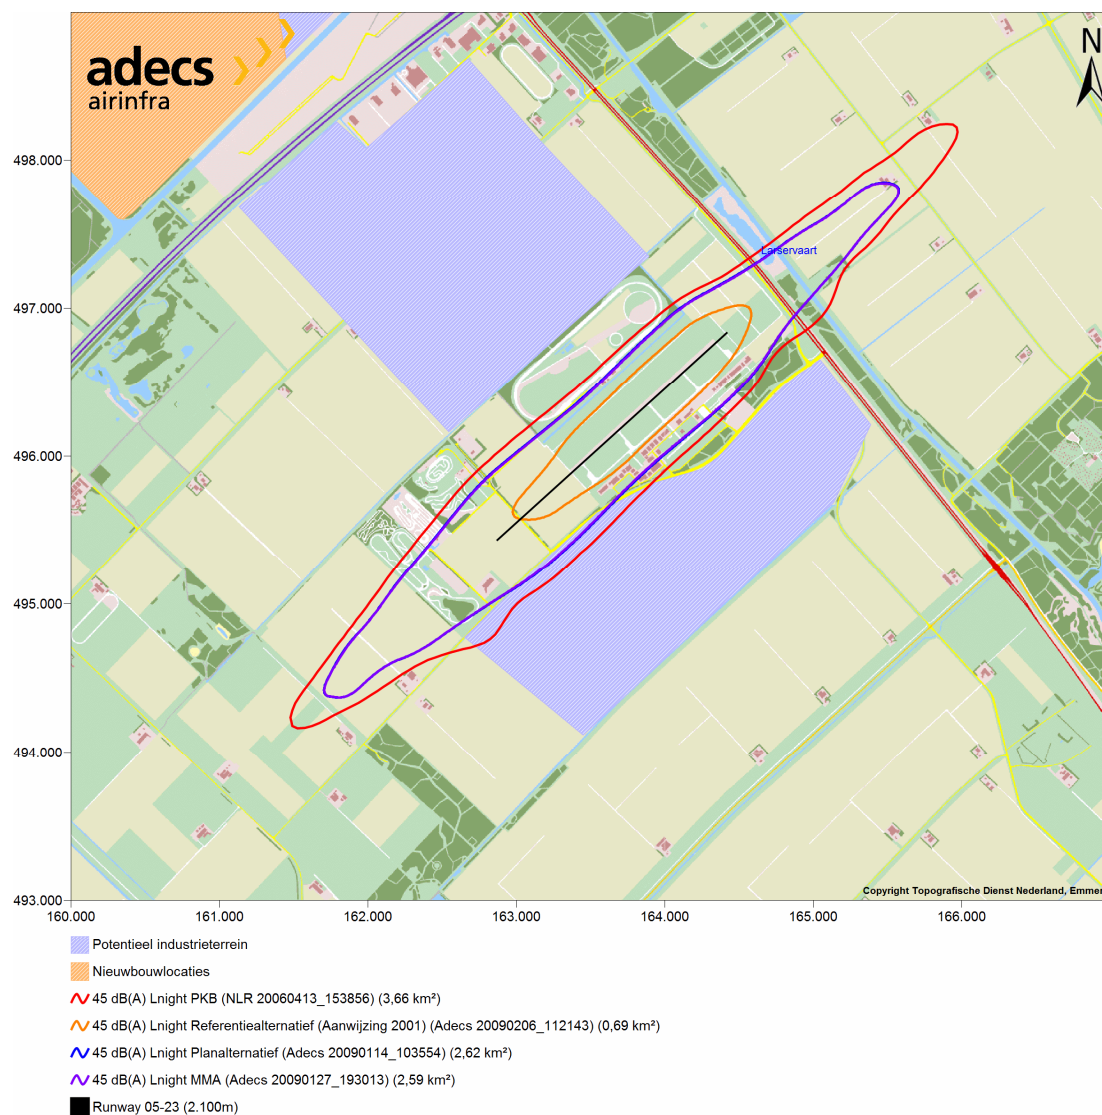 adecs
airinfra
N
498.000
Larservaart
497.000
496.000
495.000
494.000
Copyright Topografische Dienst Nederland, Emmer
493.000
160.000 161.000 162.000 163.000 164.000 165.000 166.000
Potentieel industrieterrein
Nieuwbouwlocaties
45 dB(A) Lnight PKB (NLR 20060413_153856) (3,66 km²)
45 dB(A) Lnight Referentiealternatief (Aanwijzing 2001) (Adecs 20090206_112143) (0,69 km²)
45 dB(A) Lnight Planalternatief (Adecs 20090114_103554) (2,62 km²)
45 dB(A) Lnight MMA (Adecs 20090127_193013) (2,59 km²)
Runway 05-23 (2.100m)